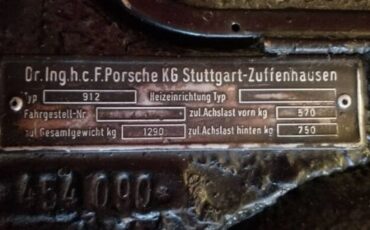 Dr.Ing.h.c.F.Porsche KG Stuttgart-Zuffenhausen
Typ 912 Heizeinrichtung Typ
Fahrgestell-Nr zul.Achslast vorn kg 570
zul Gesamtgewicht kg 1290 zul.Achslast hinten kg 750
454 090